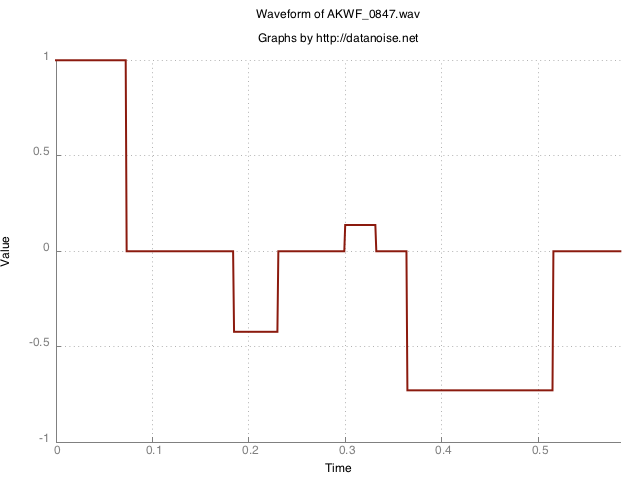 Waveform of AKWF_0847.wav
Graphs by http://datanoise.net
1
0.5
0
-0.5
-1
Value
0 0.1 0.2 0.3 0.4 0.5
Time